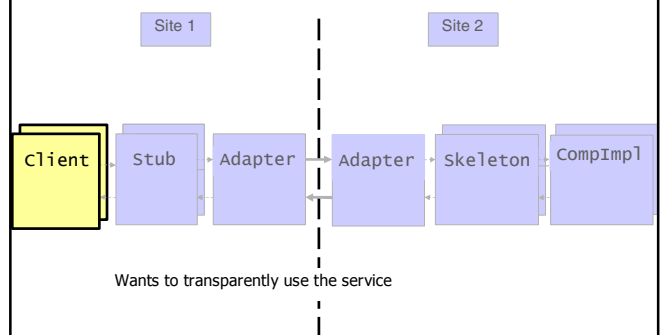 Site 1
Site 2
Client
Stub
Adapter
Adapter
Skeleton
CompImpl
Wants to transparently use the service